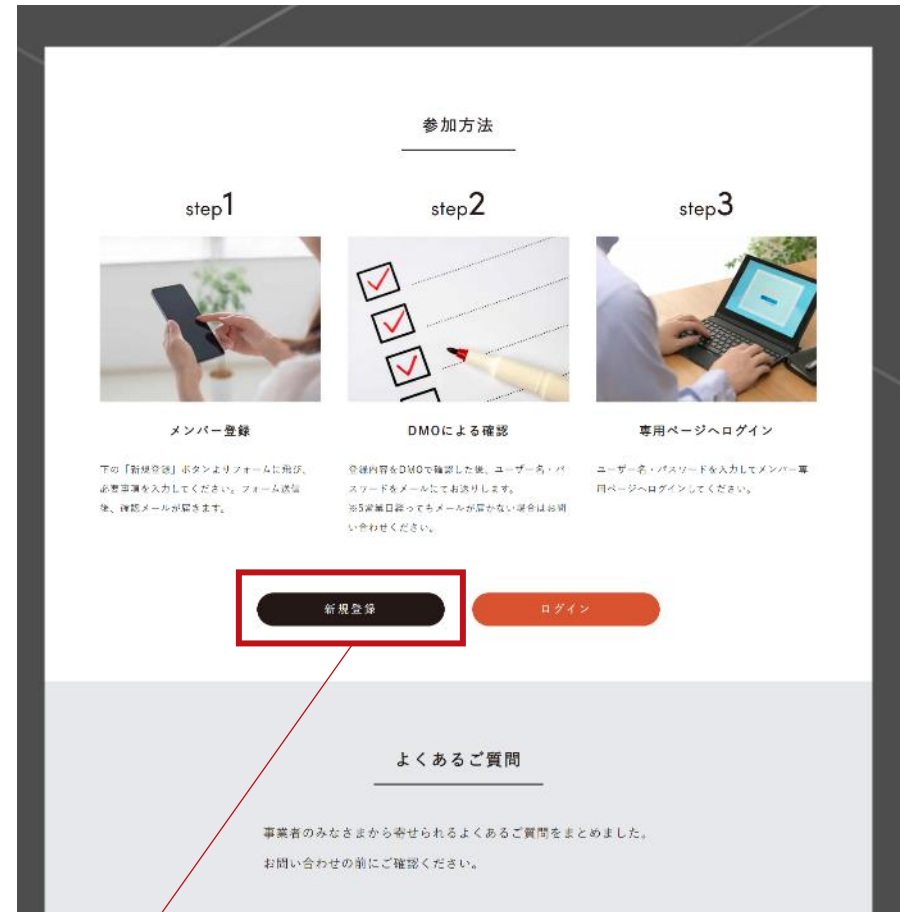 参加方法
step1
step2
step3
メンバー登録
DMOによる確認
専用ページへログイン
下の「新規登録」ボタンよりフォームに飛び、
必要事項を入力してください。フォーム送信
後、確認メールが届きます。
登録内容をDMOで確認した後、ユーザー名・パ
スワードをメールにてお送りします。
※5営業日経ってもメールが届かない場合はお問
い合わせください。
ユーザー名・パスワードを入力してメンバー専
用ページへログインしてください。
新規登録
ログイン
よくあるご質問
事業者のみなさまから寄せられるよくあるご質問をまとめました。
お問い合わせの前にご確認ください。